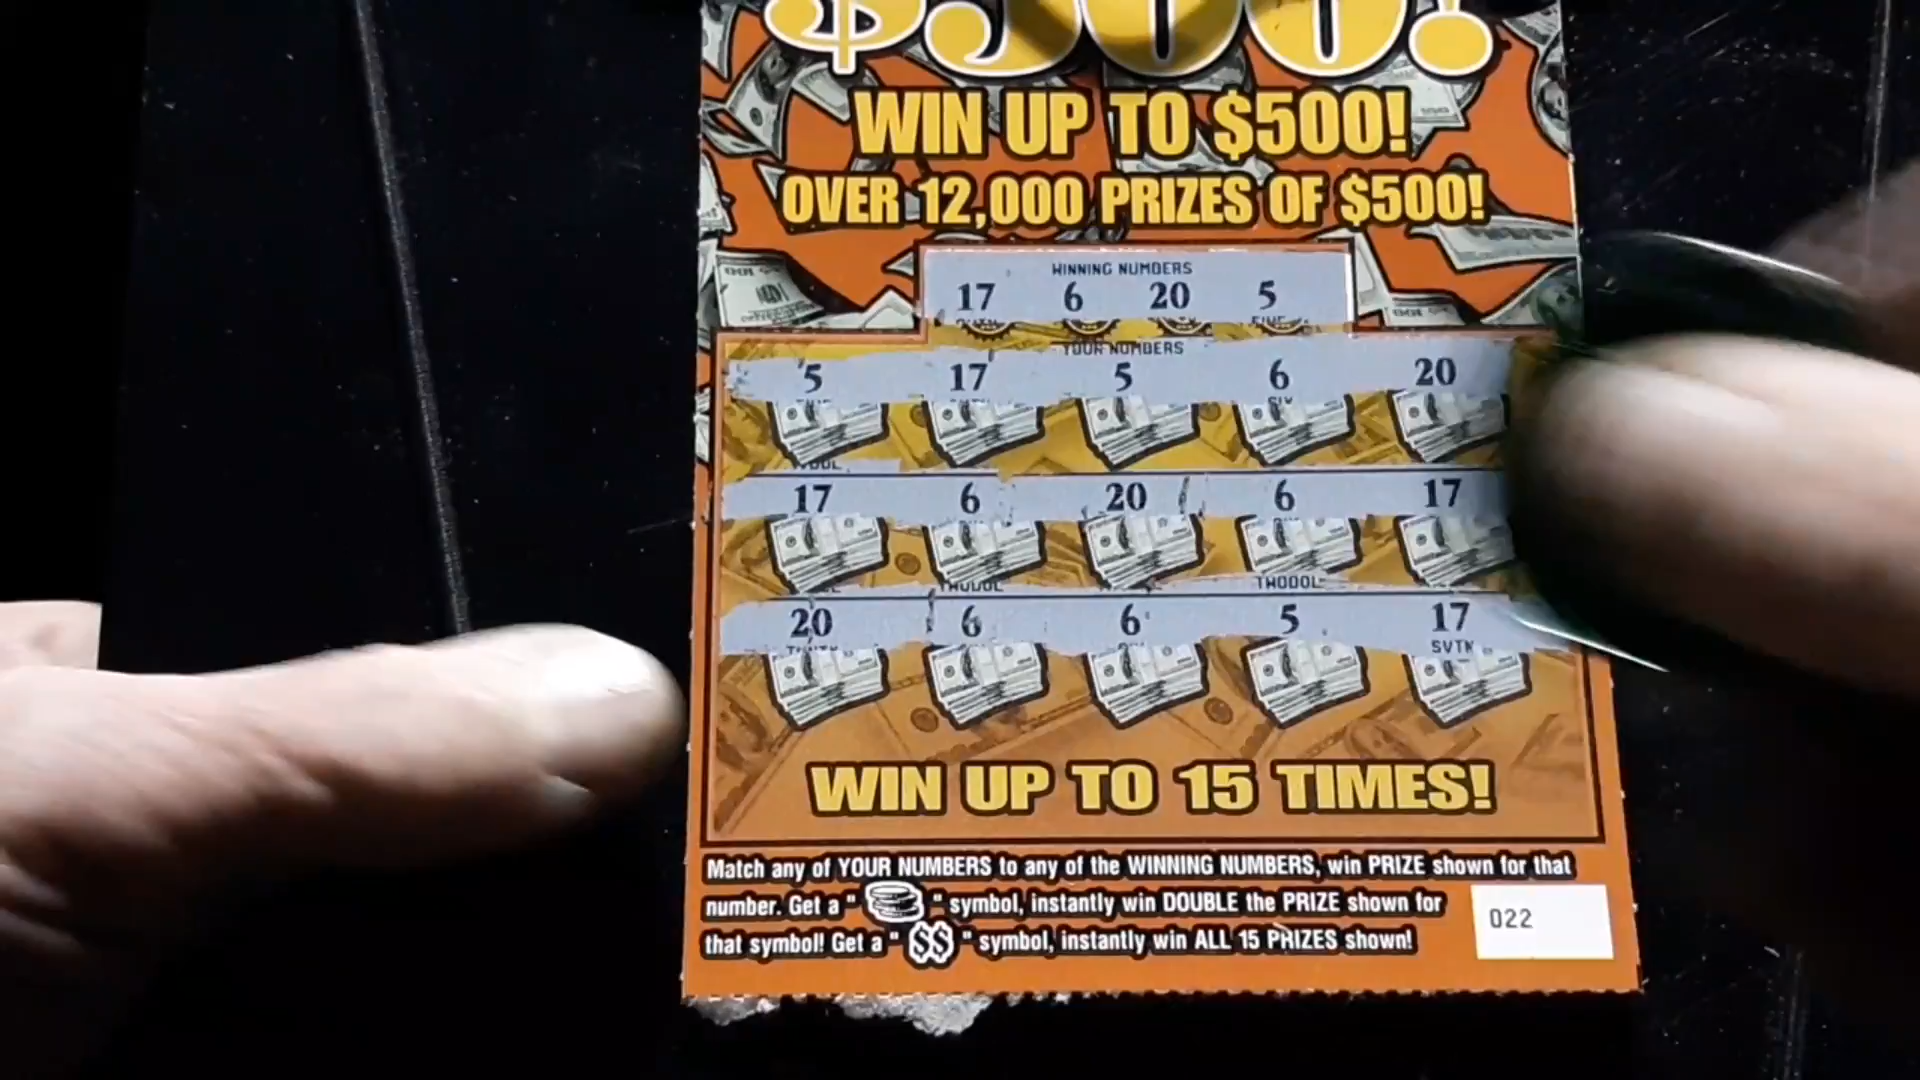 $500!
WIN UP TO $500!
OVER 12,000 PRIZES OF $500!
WINNING NUMBERS
17 6 20 5
YOUR NUMBERS
5 17 5 6 20
17 6 20 6 17
TWODOL
20 6 6 5 17
SVTN
WIN UP TO 15 TIMES!
Match any of YOUR NUMBERS to any of the WINNING NUMBERS, win PRIZE shown for that
number. Get a " " symbol, instantly win DOUBLE the PRIZE shown for
that symbol! Get a " $$ " symbol, instantly win ALL 15 PRIZES shown!
022